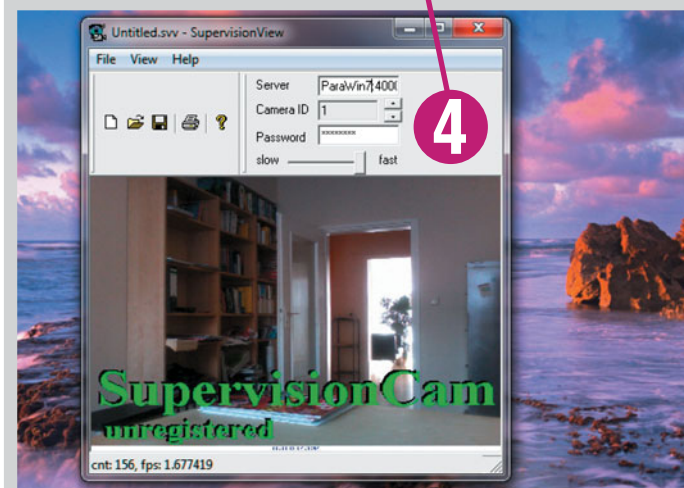 Untitled.svv - SupervisionView
File View Help
Server ParaWin7:4000
Camera ID 1
Password ********
slow fast
4
SupervisionCam
unregistered
cnt: 156, fps: 1.677419